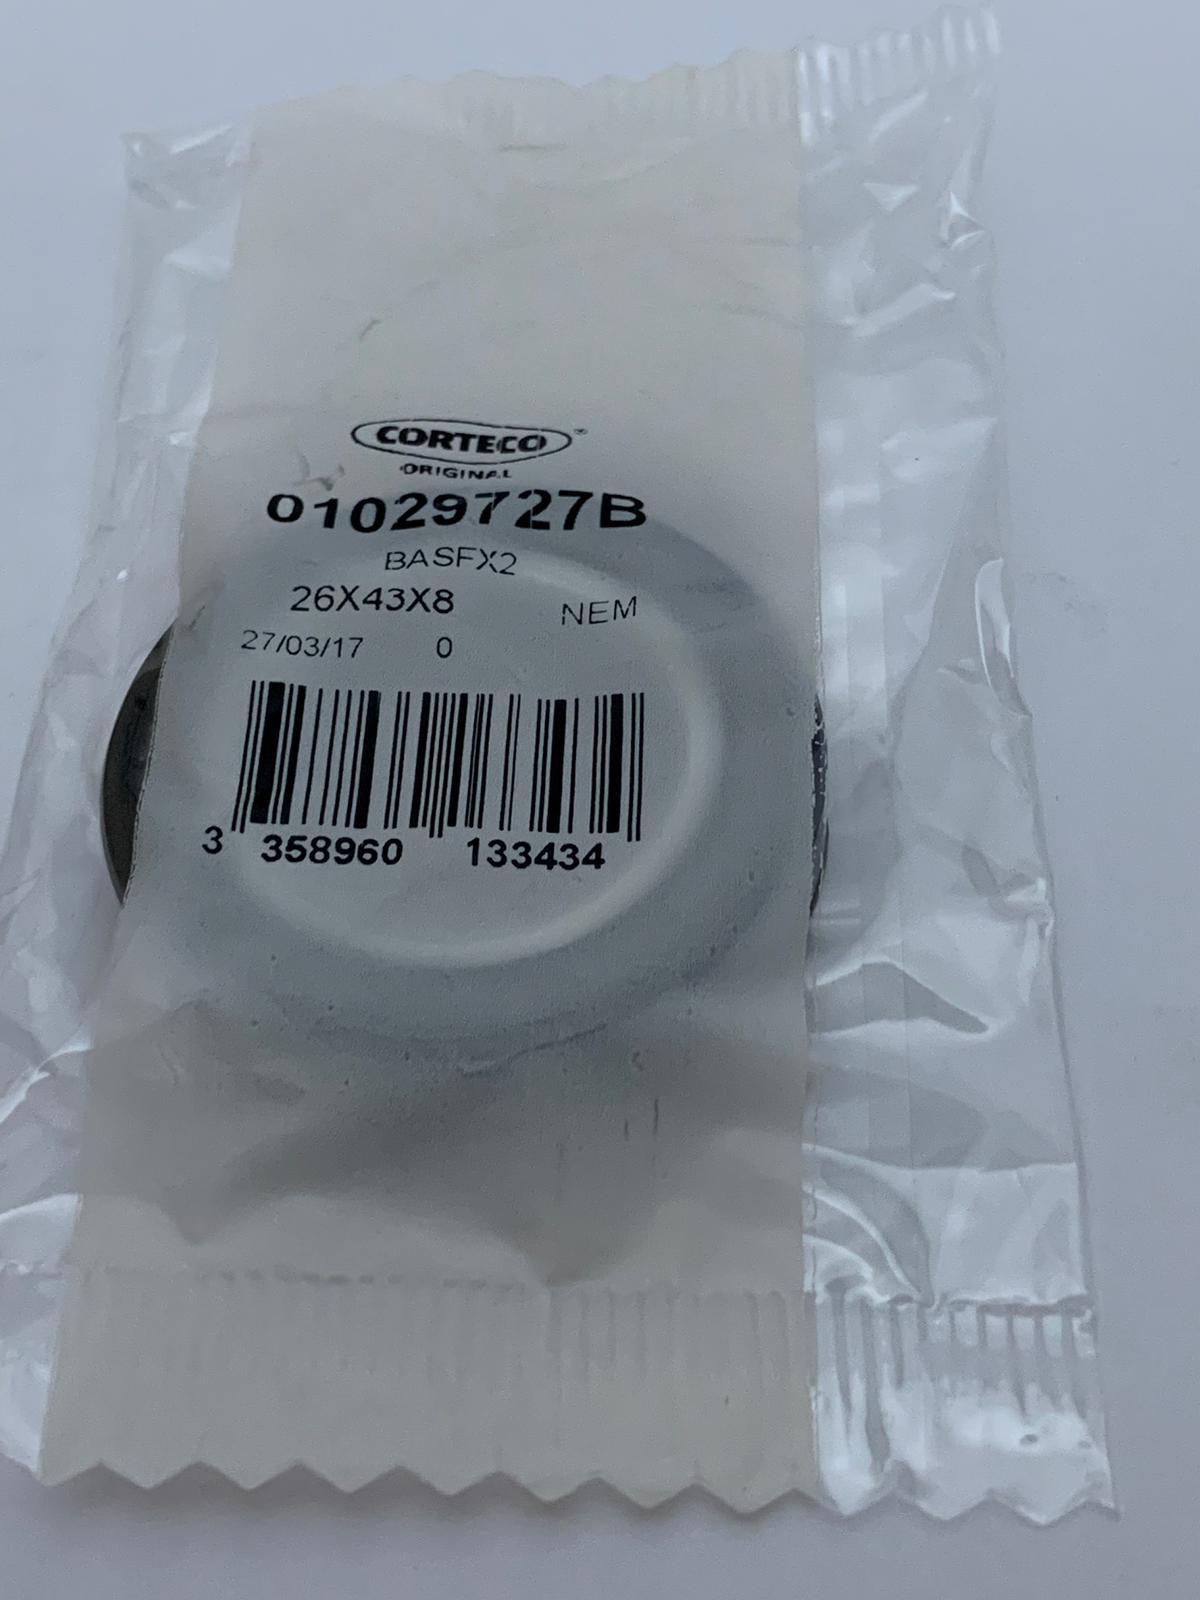 CORTECO®
ORIGINAL
01029727B
BASFX2
26X43X8 NEM
27/03/17 0
3 358960 133434